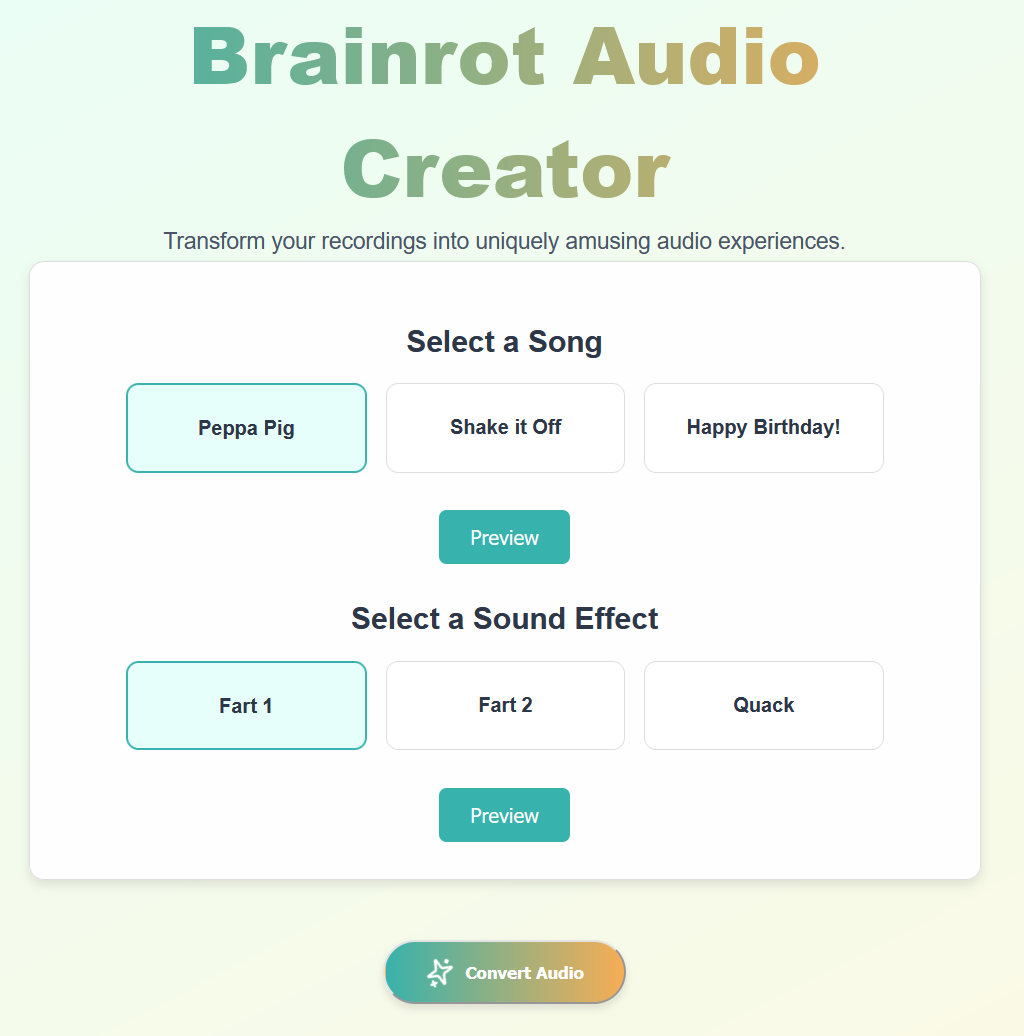 Brainrot Audio
Creator
Transform your recordings into uniquely amusing audio experiences.
Select a Song
Peppa Pig
Shake it Off
Happy Birthday!
Preview
Select a Sound Effect
Fart 1
Fart 2
Quack
Preview
Convert Audio